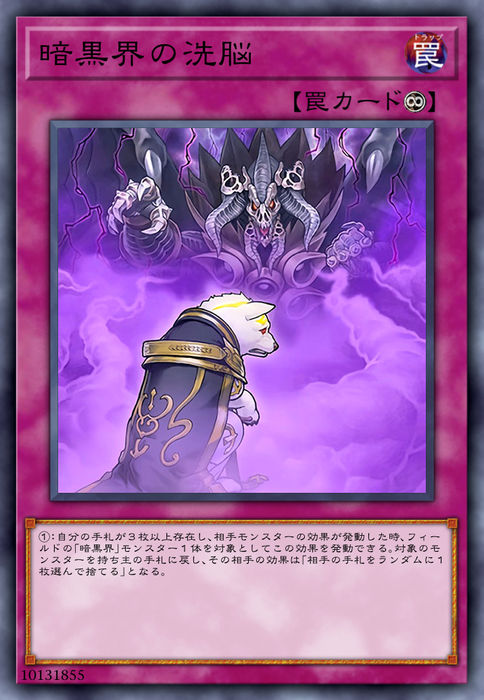 暗黒界の洗脳
トラップ
罠
【罠カード】
①:自分の手札が3枚以上存在し、相手モンスターの効果が発動した時、フィー
ルドの「暗黒界」モンスター1体を対象としてこの効果を発動できる。対象のモ
ンスターを持ち主の手札に戻し、その相手の効果は「相手の手札をランダムに1
枚選んで捨てる」となる。
10131855